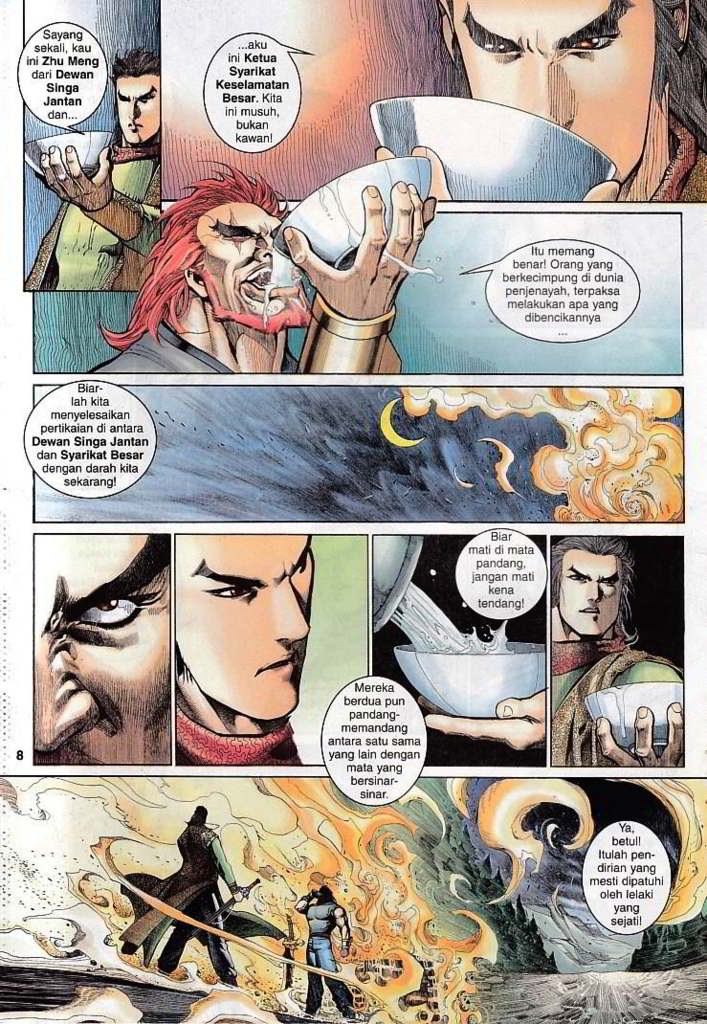 Sayang
sekali, kau
ini Zhu Meng
dari Dewan
Singa
Jantan
dan...
...aku
ini Ketua
Syarikat
Keselamatan
Besar. Kita
ini musuh,
bukan
kawan!
Itu memang
benar! Orang yang
berkecimpung di dunia
penjenayah, terpaksa
melakukan apa yang
dibencikannya
...
Biar-
lah kita
menyelesaikan
pertikaian di antara
Dewan Singa Jantan
dan Syarikat Besar
dengan darah kita
sekarang!
Biar
mati di mata
pandang,
jangan mati
kena
tendang!
Mereka
berdua pun
pandang-
memandang
antara satu sama
yang lain dengan
mata yang
bersinar-
sinar.
8
Ya,
betul!
Itulah pen-
dirian yang
mesti dipatuhi
oleh lelaki
yang
sejati!